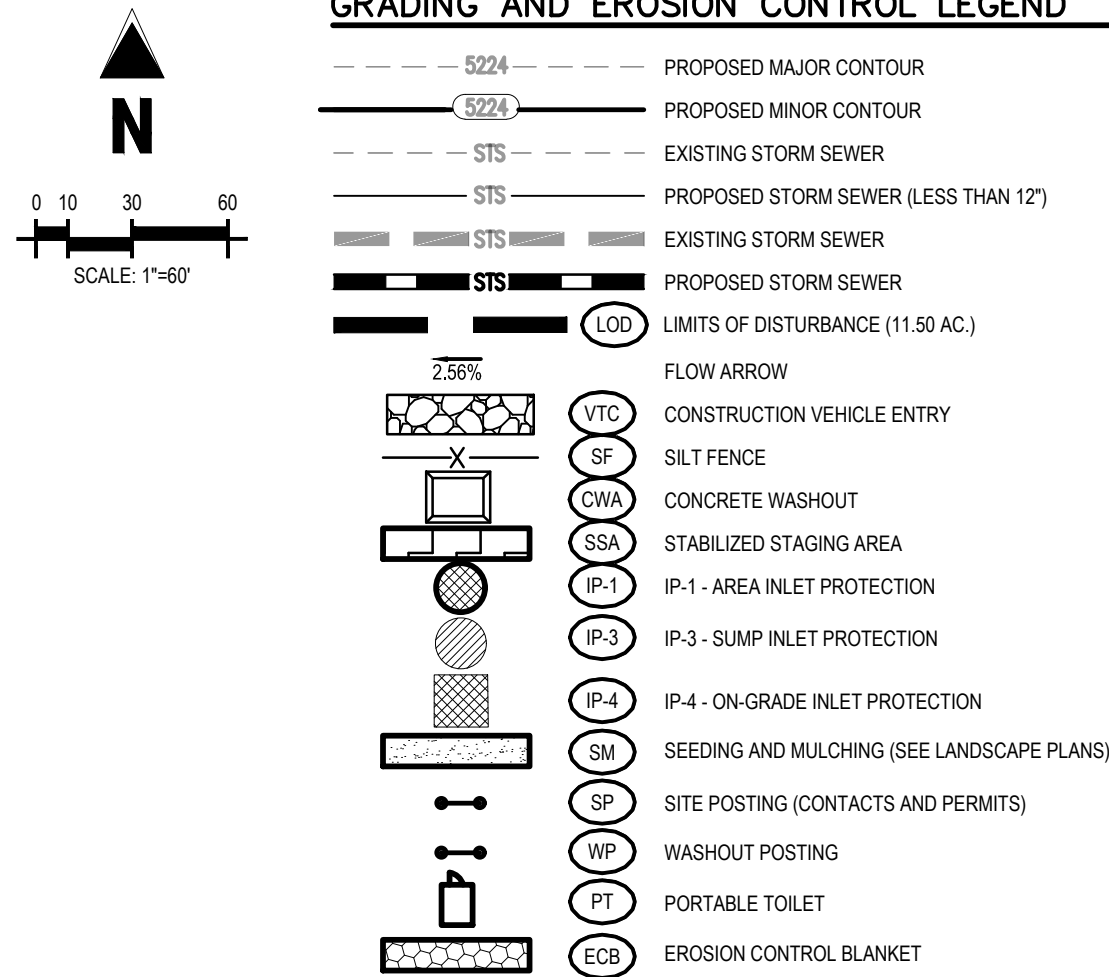 GRADING AND EROSION CONTROL LEGEND
N
0 10 30 60
SCALE: 1"=60'
5224 PROPOSED MAJOR CONTOUR
5224 PROPOSED MINOR CONTOUR
STS EXISTING STORM SEWER
STS PROPOSED STORM SEWER (LESS THAN 12")
STS EXISTING STORM SEWER
STS PROPOSED STORM SEWER
LOD LIMITS OF DISTURBANCE (11.50 AC.)
2.56% FLOW ARROW
VTC CONSTRUCTION VEHICLE ENTRY
X SF SILT FENCE
CWA CONCRETE WASHOUT
SSA STABILIZED STAGING AREA
IP-1 IP-1 - AREA INLET PROTECTION
IP-3 IP-3 - SUMP INLET PROTECTION
IP-4 IP-4 - ON-GRADE INLET PROTECTION
SM SEEDING AND MULCHING (SEE LANDSCAPE PLANS)
SP SITE POSTING (CONTACTS AND PERMITS)
WP WASHOUT POSTING
PT PORTABLE TOILET
ECB EROSION CONTROL BLANKET